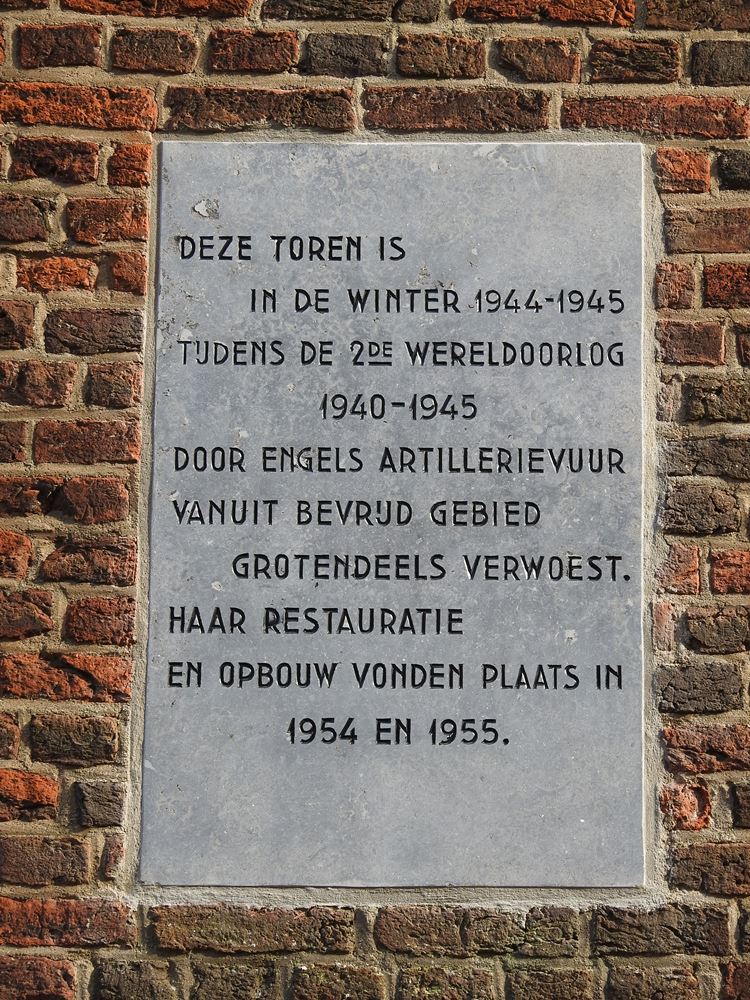 DEZE TOREN IS
IN DE WINTER 1944-1945
TIJDENS DE 2DE WERELDOORLOG
1940-1945
DOOR ENGELS ARTILLERIEVUUR
VANUIT BEVRIJD GEBIED
GROTENDEELS VERWOEST.
HAAR RESTAURATIE
EN OPBOUW VONDEN PLAATS IN
1954 EN 1955.